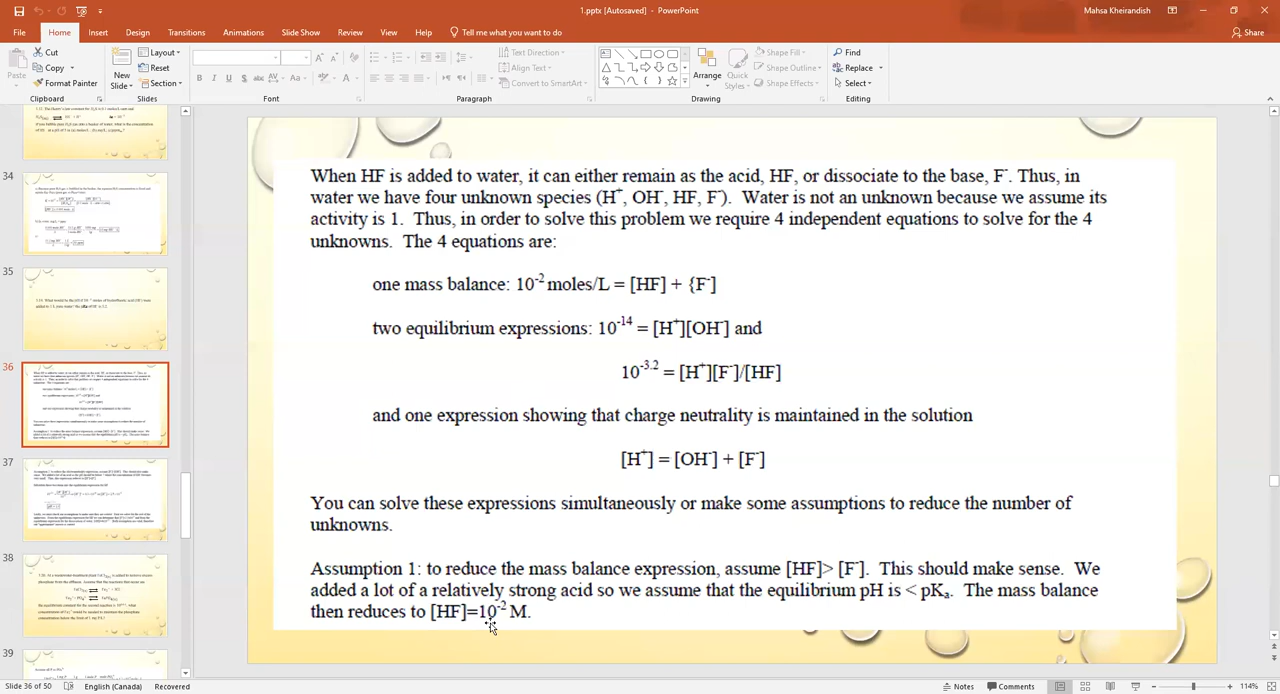 1.pptx [Autosaved] - PowerPoint
Mahsa Kheirandish
File Home Insert Design Transitions Animations Slide Show Review View Help Tell me what you want to do Share
Paste Cut Copy Format Painter Clipboard
New Slide Layout Reset Section Slides
Font
Text Direction Align Text Convert to SmartArt Paragraph
Arrange Quick Styles Shape Fill Shape Outline Shape Effects Drawing
Find Replace Select Editing
34
35
36
37
38
39
When HF is added to water, it can either remain as the acid, HF, or dissociate to the base, F⁻. Thus, in
water we have four unknown species (H⁺, OH⁻, HF, F⁻). Water is not an unknown because we assume its
activity is 1. Thus, in order to solve this problem we require 4 independent equations to solve for the 4
unknowns. The 4 equations are:
one mass balance: 10⁻² moles/L = [HF] + {F⁻]
two equilibrium expressions: 10⁻¹⁴ = [H⁺][OH⁻] and
10⁻³·² = [H⁺][F⁻]/[HF]
and one expression showing that charge neutrality is maintained in the solution
[H⁺] = [OH⁻] + [F⁻]
You can solve these expressions simultaneously or make some assumptions to reduce the number of
unknowns.
Assumption 1: to reduce the mass balance expression, assume [HF]> [F⁻]. This should make sense. We
added a lot of a relatively strong acid so we assume that the equilibrium pH is < pKₐ. The mass balance
then reduces to [HF]=10⁻² M.
Slide 36 of 50 English (Canada) Recovered Notes Comments 114%